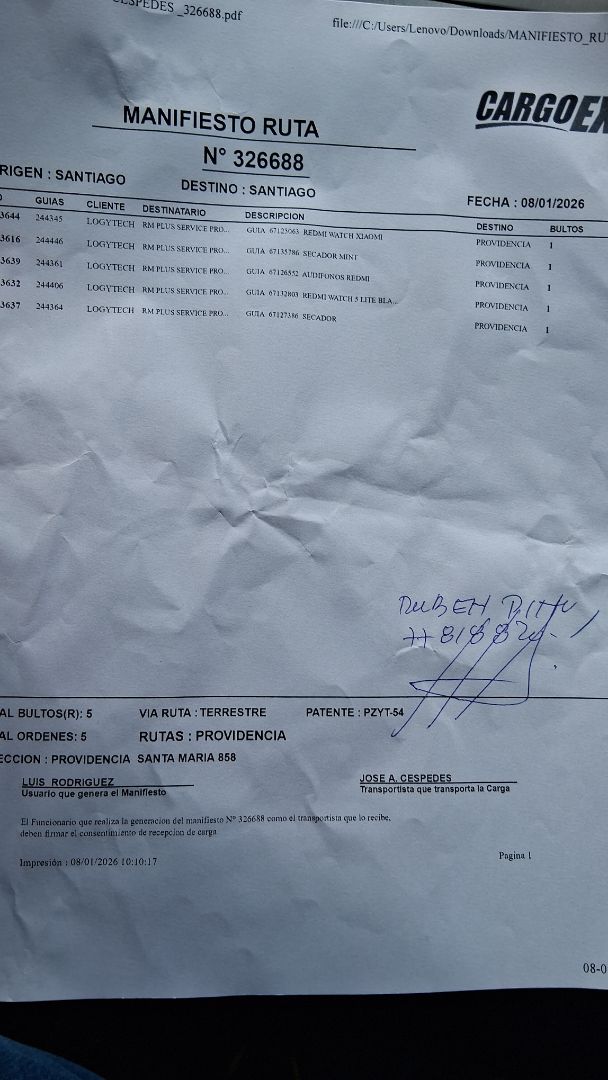 CESPEDES _326688.pdf
file:///C:/Users/Lenovo/Downloads/MANIFIESTO_RU
CARGOEX
MANIFIESTO RUTA
N° 326688
RIGEN : SANTIAGO
DESTINO : SANTIAGO
FECHA : 08/01/2026
O GUIAS CLIENTE DESTINATARIO DESCRIPCION DESTINO BULTOS
3644 244345 LOGYTECH RM PLUS SERVICE PRO... GUIA 67125063 REDMI WATCH XIAOMI PROVIDENCIA 1
3616 244446 LOGYTECH RM PLUS SERVICE PRO... GUIA 67135786 SECADOR MINT PROVIDENCIA 1
3639 244361 LOGYTECH RM PLUS SERVICE PRO... GUIA 67126552 AUDIFONOS REDMI PROVIDENCIA 1
3632 244406 LOGYTECH RM PLUS SERVICE PRO... GUIA 67132803 REDMI WATCH 5 LITE BLA... PROVIDENCIA 1
3637 244364 LOGYTECH RM PLUS SERVICE PRO... GUIA 67127386 SECADOR PROVIDENCIA 1
AL BULTOS(R): 5 VIA RUTA : TERRESTRE PATENTE : PZYT-54
AL ORDENES: 5 RUTAS : PROVIDENCIA
ECCION : PROVIDENCIA SANTA MARIA 858
LUIS RODRIGUEZ
Usuario que genera el Manifiesto
JOSE A. CESPEDES
Transportista que transporta la Carga
El Funcionario que realiza la generacion del manifiesto N° 326688 como el transportista que lo recibe,
deben firmar el consentimiento de recepcion de carga
Impresión : 08/01/2026 10:10:17
Pagina 1
08-0